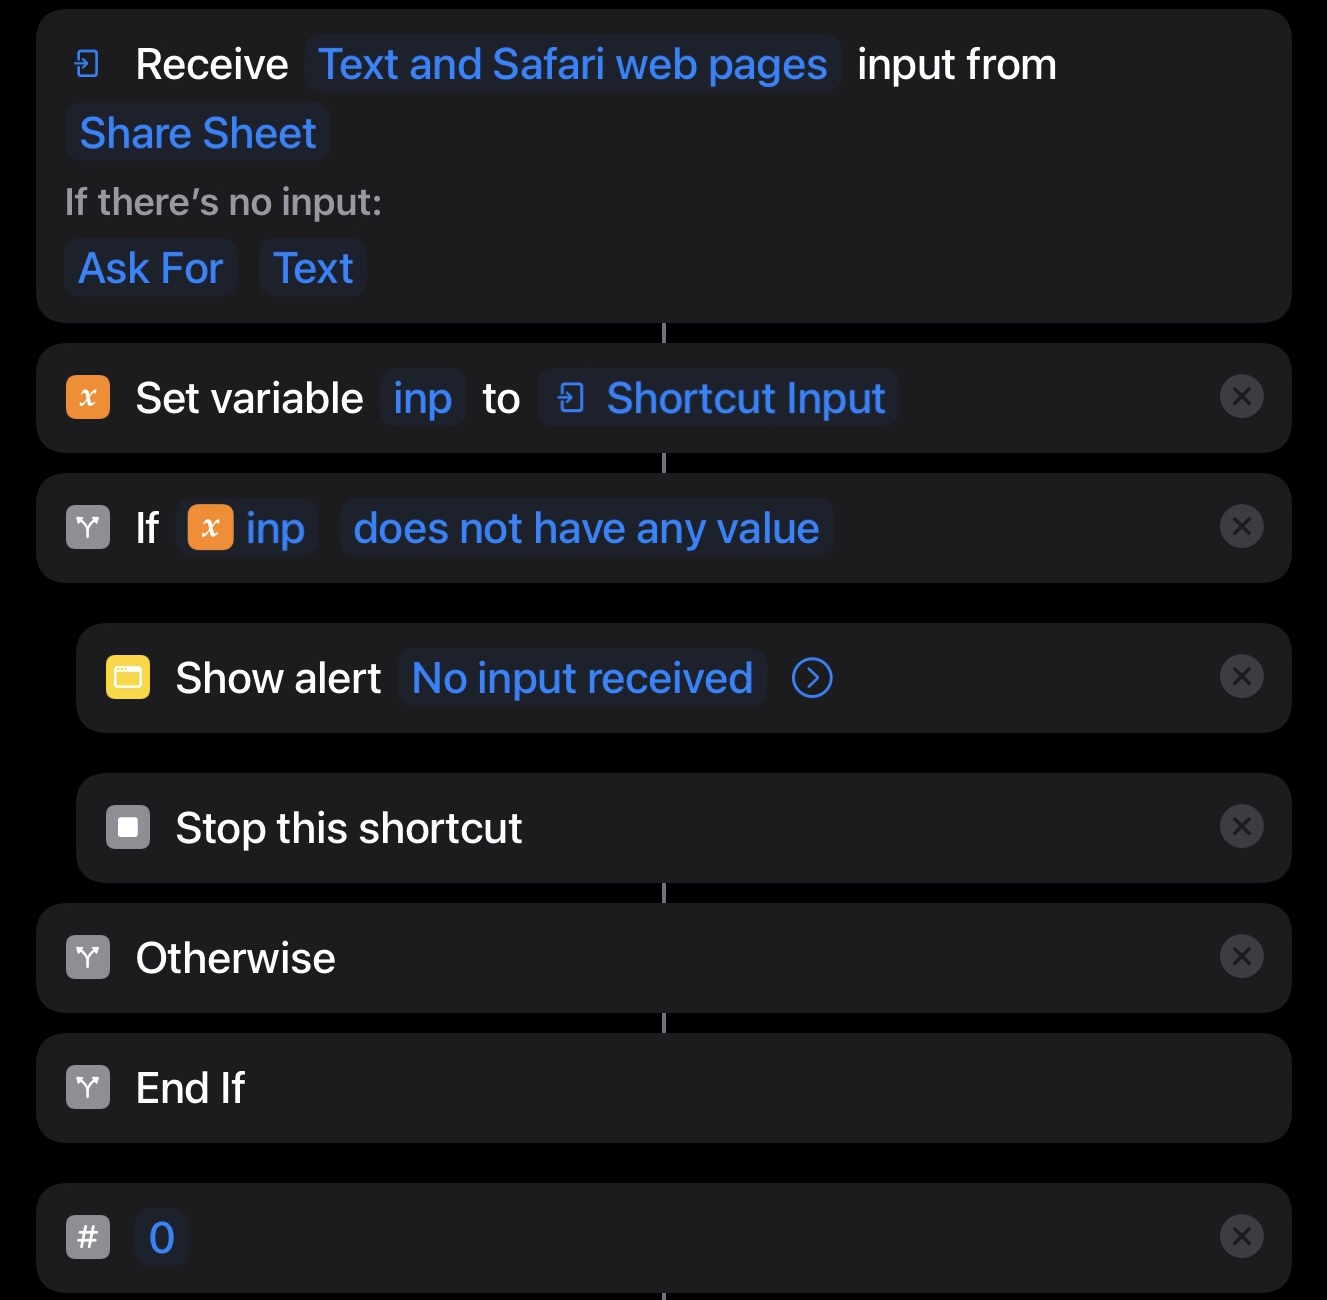 Receive Text and Safari web pages input from
Share Sheet
If there’s no input:
Ask For Text
x Set variable inp to Shortcut Input
If x inp does not have any value
Show alert No input received
Stop this shortcut
Otherwise
End If
# 0